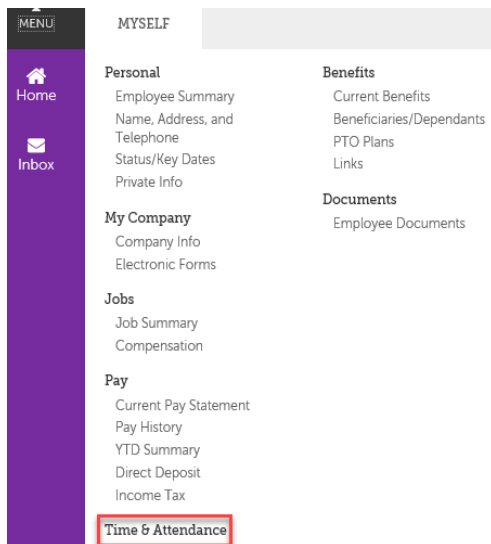 MENU
MYSELF
Home
Inbox
Personal
Employee Summary
Name, Address, and
Telephone
Status/Key Dates
Private Info
My Company
Company Info
Electronic Forms
Jobs
Job Summary
Compensation
Pay
Current Pay Statement
Pay History
YTD Summary
Direct Deposit
Income Tax
Time & Attendance
Benefits
Current Benefits
Beneficiaries/Dependants
PTO Plans
Links
Documents
Employee Documents